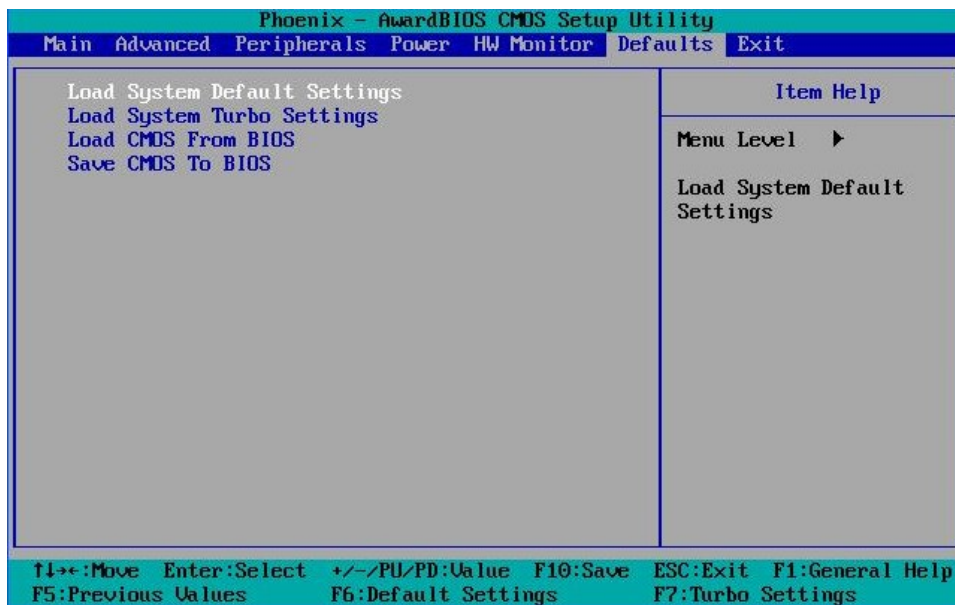 Phoenix - AwardBIOS CMOS Setup Utility
Main Advanced Peripherals Power HW Monitor Defaults Exit
Load System Default Settings
Load System Turbo Settings
Load CMOS From BIOS
Save CMOS To BIOS
Item Help
Menu Level ▶
Load System Default
Settings
↑↓→←:Move Enter:Select +/-/PU/PD:Value F10:Save ESC:Exit F1:General Help
F5:Previous Values F6:Default Settings F7:Turbo Settings